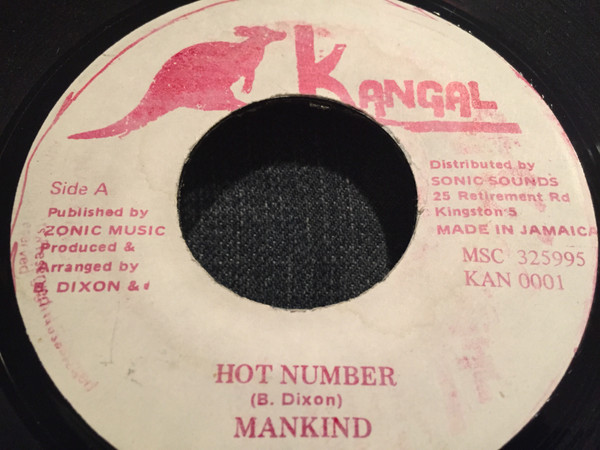 KANGAL
Side A
Published by
ZONIC MUSIC
Produced &
Arranged by
DIXON &
Distributed by
SONIC SOUNDS
25 Retirement Rd
Kingston 5
MADE IN JAMAICA
MSC 325995
KAN 0001
HOT NUMBER
(B. Dixon)
MANKIND